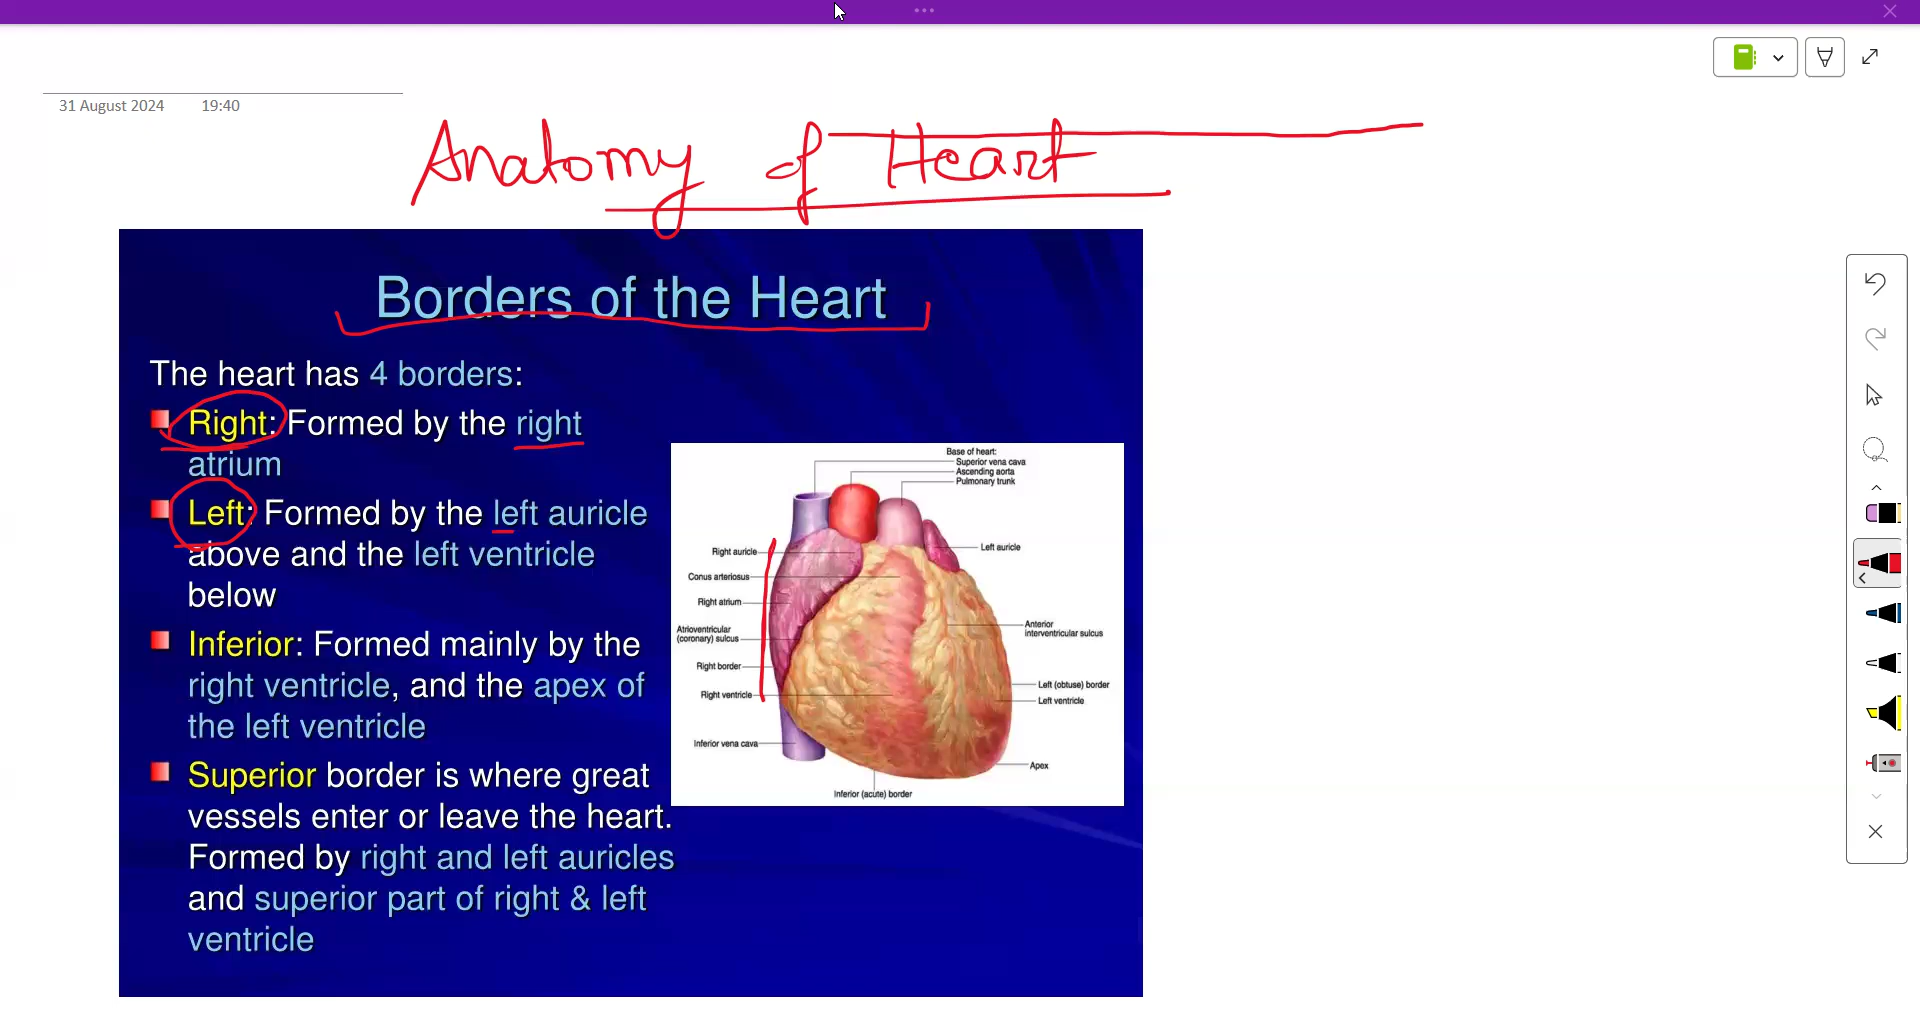 31 August 2024 19:40
Anatomy of Heart
Borders of the Heart
The heart has 4 borders:
Right: Formed by the right
atrium
Left: Formed by the left auricle
above and the left ventricle
below
Inferior: Formed mainly by the
right ventricle, and the apex of
the left ventricle
Superior border is where great
vessels enter or leave the heart.
Formed by right and left auricles
and superior part of right & left
ventricle
Base of heart:
Superior vena cava
Ascending aorta
Pulmonary trunk
Right auricle
Left auricle
Conus arteriosus
Right atrium
Atrioventricular
(coronary) sulcus
Anterior
interventricular sulcus
Right border
Left (obtuse) border
Right ventricle
Left ventricle
Inferior vena cava
Apex
Inferior (acute) border